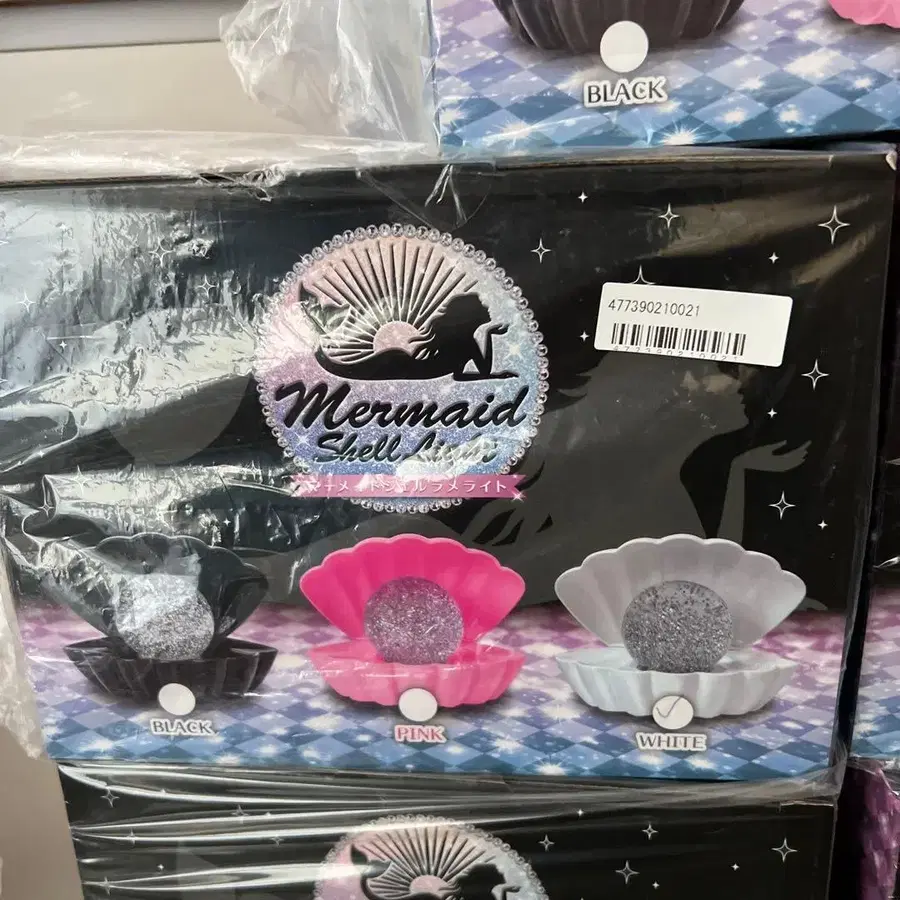 BLACK
477390210021
477390210021
Mermaid
Shell Light
マーメイドシェルラメライト
BLACK
PINK
WHITE